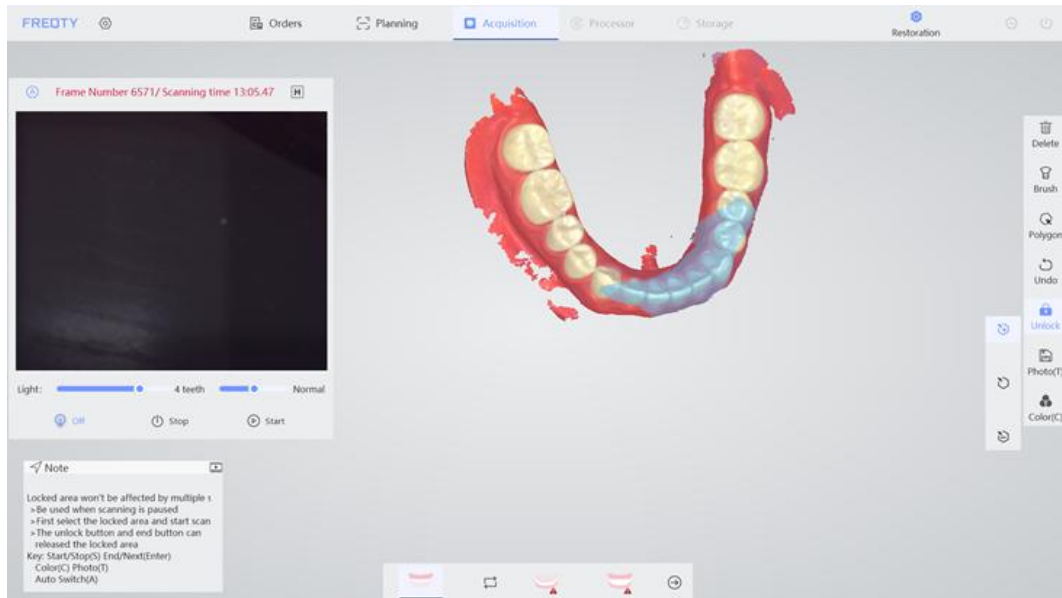 FREQTY
Orders
Planning
Acquisition
Processor
Storage
Restoration
Frame Number 6571/ Scanning time 13:05.47
H
Light:
4 teeth
Normal
Off
Stop
Start
Note
Locked area won't be affected by multiple s
»Be used when scanning is paused
»First select the locked area and start scan
»The unlock button and end button can
released the locked area
Key: Start/Stop(S) End/Next(Enter)
Color(C) Photo(T)
Auto Switch(A)
Delete
Brush
Polygon
Undo
Unlock
Photo(T)
Color(C)